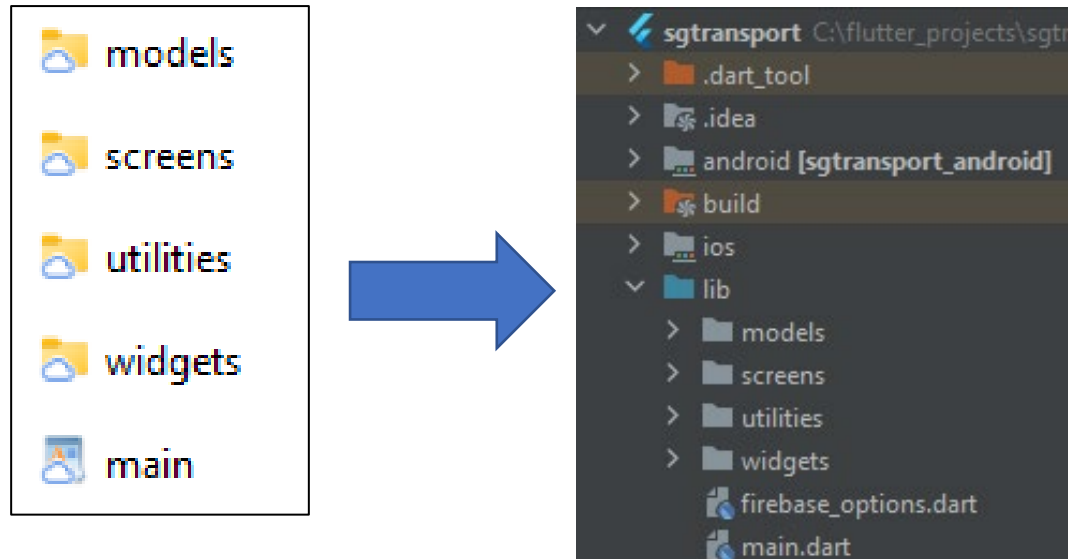 models
screens
utilities
widgets
main
sgtransport C:\flutter_projects\sgtr
.dart_tool
.idea
android [sgtransport_android]
build
ios
lib
models
screens
utilities
widgets
firebase_options.dart
main.dart